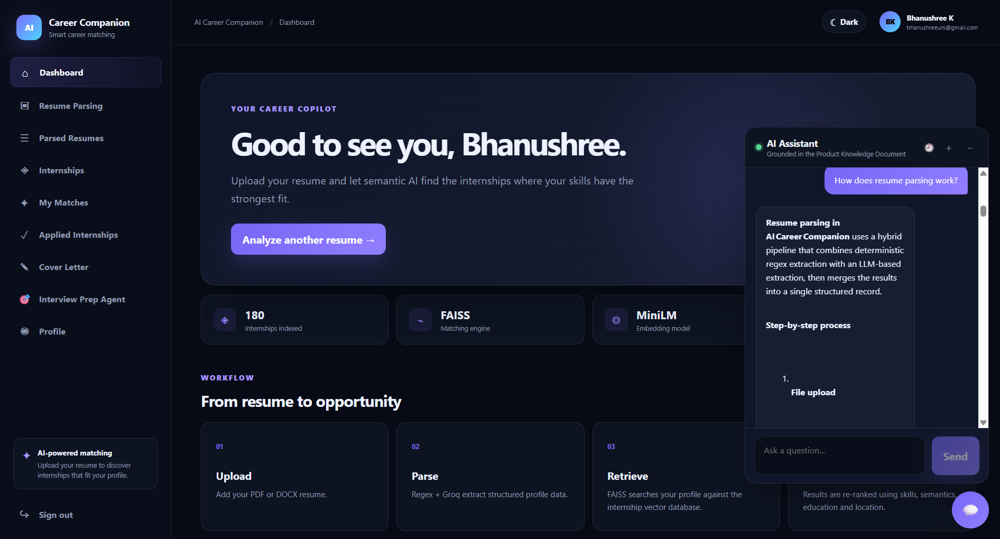 AI
Career Companion
Smart career matching
Dashboard
Resume Parsing
Parsed Resumes
Internships
My Matches
Applied Internships
Cover Letter
Interview Prep Agent
Profile
AI-powered matching
Upload your resume to discover
internships that fit your profile.
Sign out
AI Career Companion / Dashboard
Dark
BK
Bhanushree K
bhanushreeurs@gmail.com
YOUR CAREER COPILOT
Good to see you, Bhanushree.
Upload your resume and let semantic AI find the internships where your skills have the
strongest fit.
Analyze another resume →
180
Internships indexed
FAISS
Matching engine
MiniLM
Embedding model
WORKFLOW
From resume to opportunity
01
Upload
Add your PDF or DOCX resume.
02
Parse
Regex + Groq extract structured profile data.
03
Retrieve
FAISS searches your profile against the
internship vector database.
Results are re-ranked using skills, semantics,
education and location.
AI Assistant
Grounded in the Product Knowledge Document
How does resume parsing work?
Resume parsing in
AI Career Companion uses a hybrid
pipeline that combines deterministic
regex extraction with an LLM-based
extraction, then merges the results
into a single structured record.
Step-by-step process
1.
File upload
Ask a question...
Send